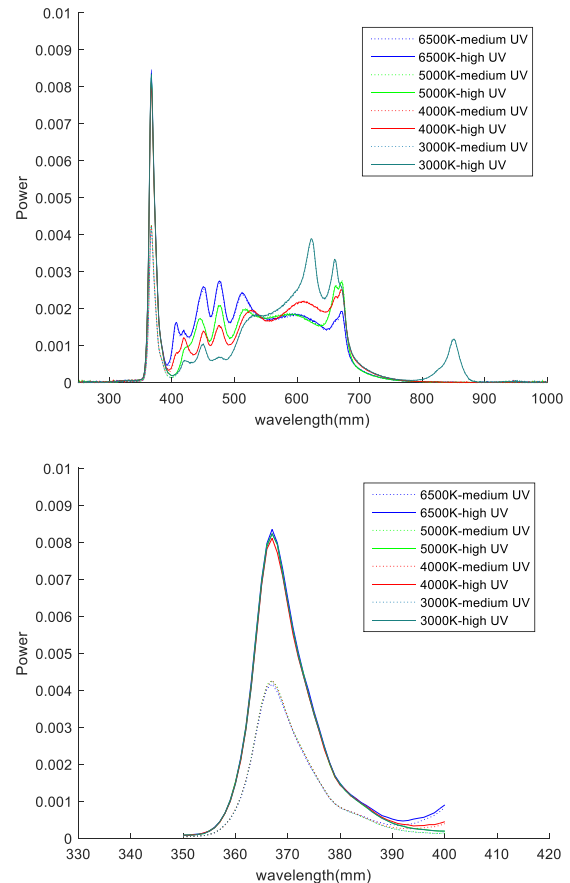 0.01
0.009
0.008
0.007
0.006
0.005
0.004
0.003
0.002
0.001
0
Power
300 400 500 600 700 800 900 1000
wavelength(mm)
6500K-medium UV
6500K-high UV
5000K-medium UV
5000K-high UV
4000K-medium UV
4000K-high UV
3000K-medium UV
3000K-high UV
0.01
0.009
0.008
0.007
0.006
0.005
0.004
0.003
0.002
0.001
0
Power
330 340 350 360 370 380 390 400 410 420
wavelength(mm)
6500K-medium UV
6500K-high UV
5000K-medium UV
5000K-high UV
4000K-medium UV
4000K-high UV
3000K-medium UV
3000K-high UV